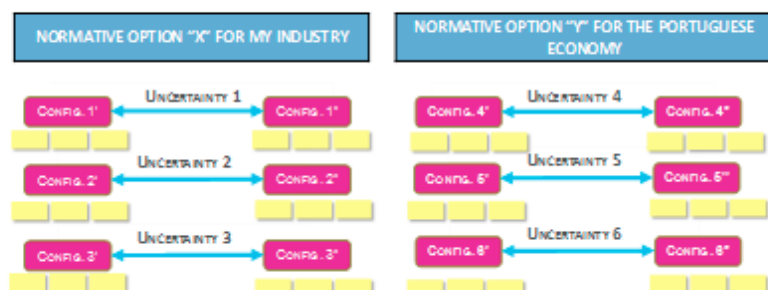 NORMATIVE OPTION "X" FOR MY INDUSTRY
NORMATIVE OPTION "Y" FOR THE PORTUGUESE
ECONOMY
UNCERTAINTY 1
CONFIG. 1'
CONFIG. 1"
UNCERTAINTY 2
CONFIG. 2'
CONFIG. 2"
UNCERTAINTY 3
CONFIG. 3'
CONFIG. 3"
UNCERTAINTY 4
CONFIG. 4'
CONFIG. 4"
UNCERTAINTY 5
CONFIG. 5'
CONFIG. 5"
UNCERTAINTY 6
CONFIG. 6'
CONFIG. 6"